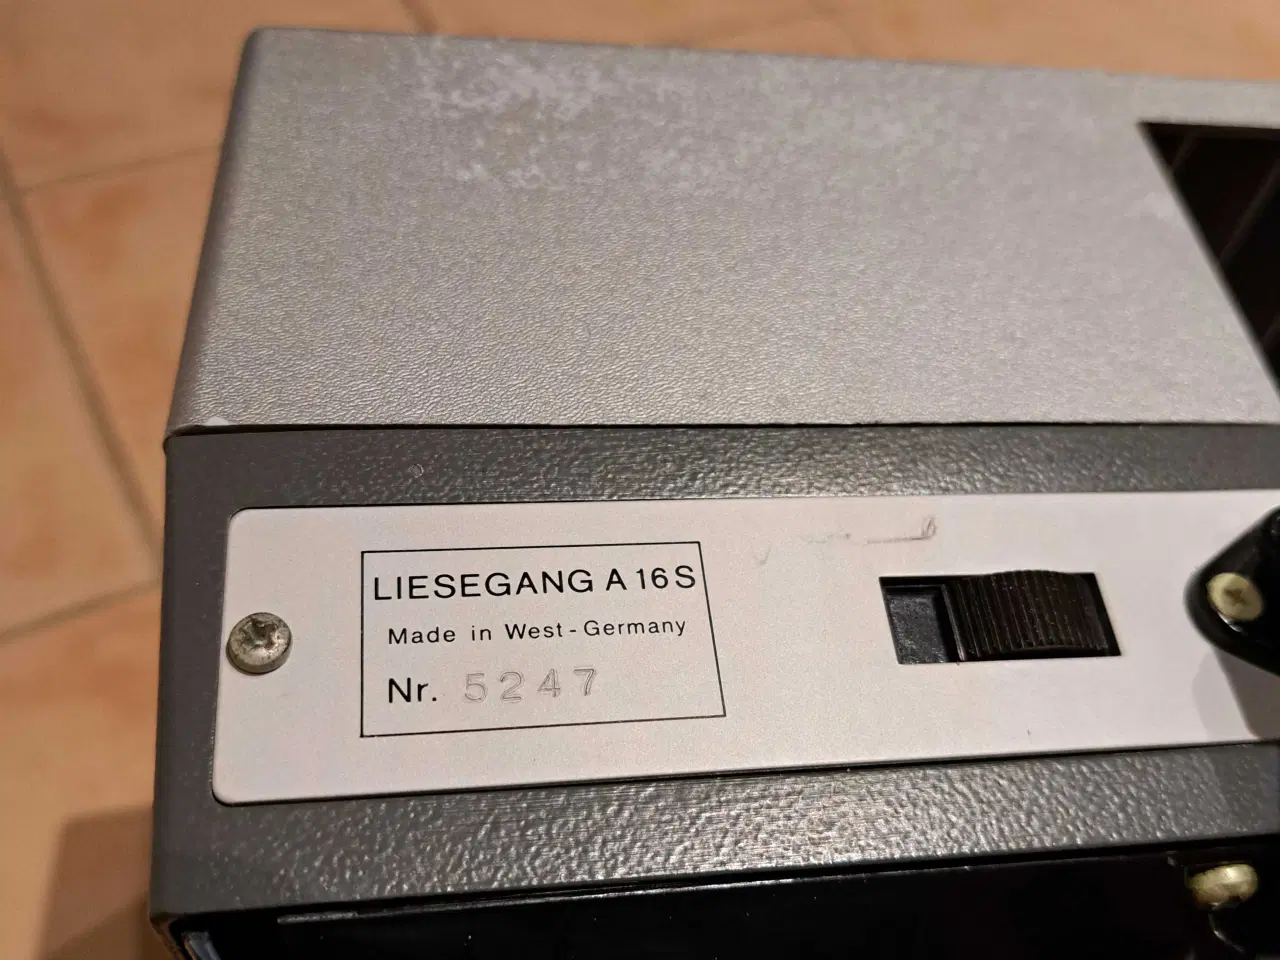 LIESEGANG A 16 S
Made in West-Germany
Nr. 5247